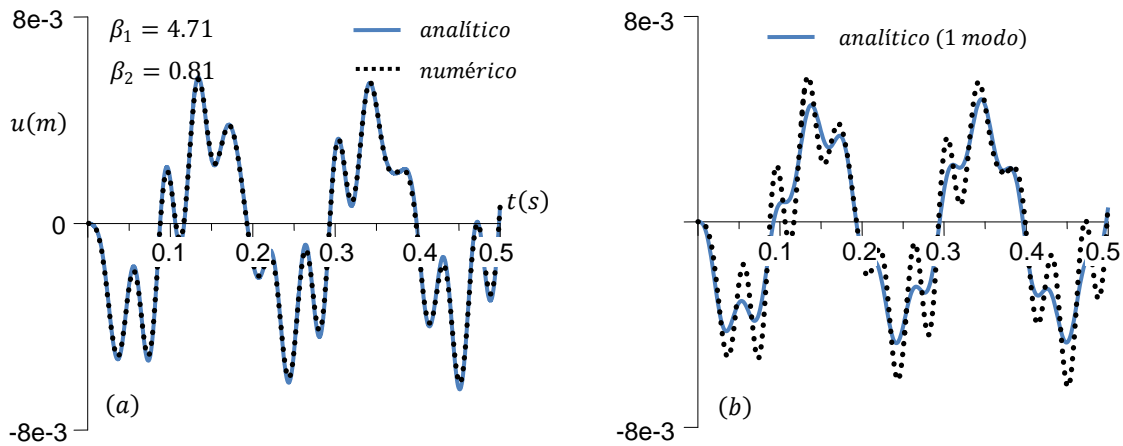 8e-3
β₁ = 4.71
β₂ = 0.81
analítico
numérico
u(m)
t(s)
0
0.1
0.2
0.3
0.4
0.5
(a)
-8e-3
8e-3
analítico (1 modo)
0.1
0.2
0.3
0.4
0.5
(b)
-8e-3